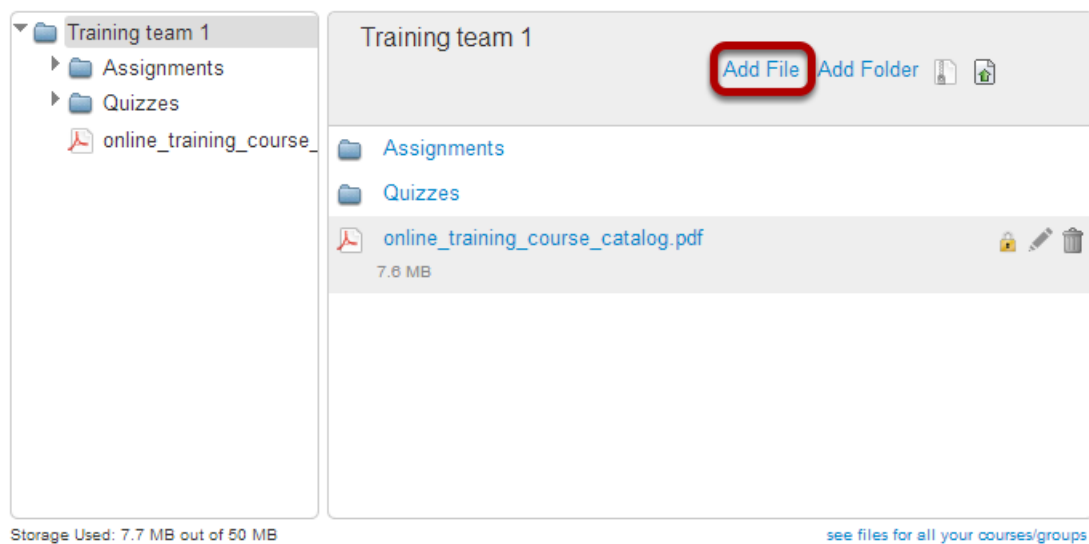 Training team 1
Assignments
Quizzes
online_training_course_
Training team 1
Add File Add Folder
Assignments
Quizzes
online_training_course_catalog.pdf
7.6 MB
Storage Used: 7.7 MB out of 50 MB
see files for all your courses/groups